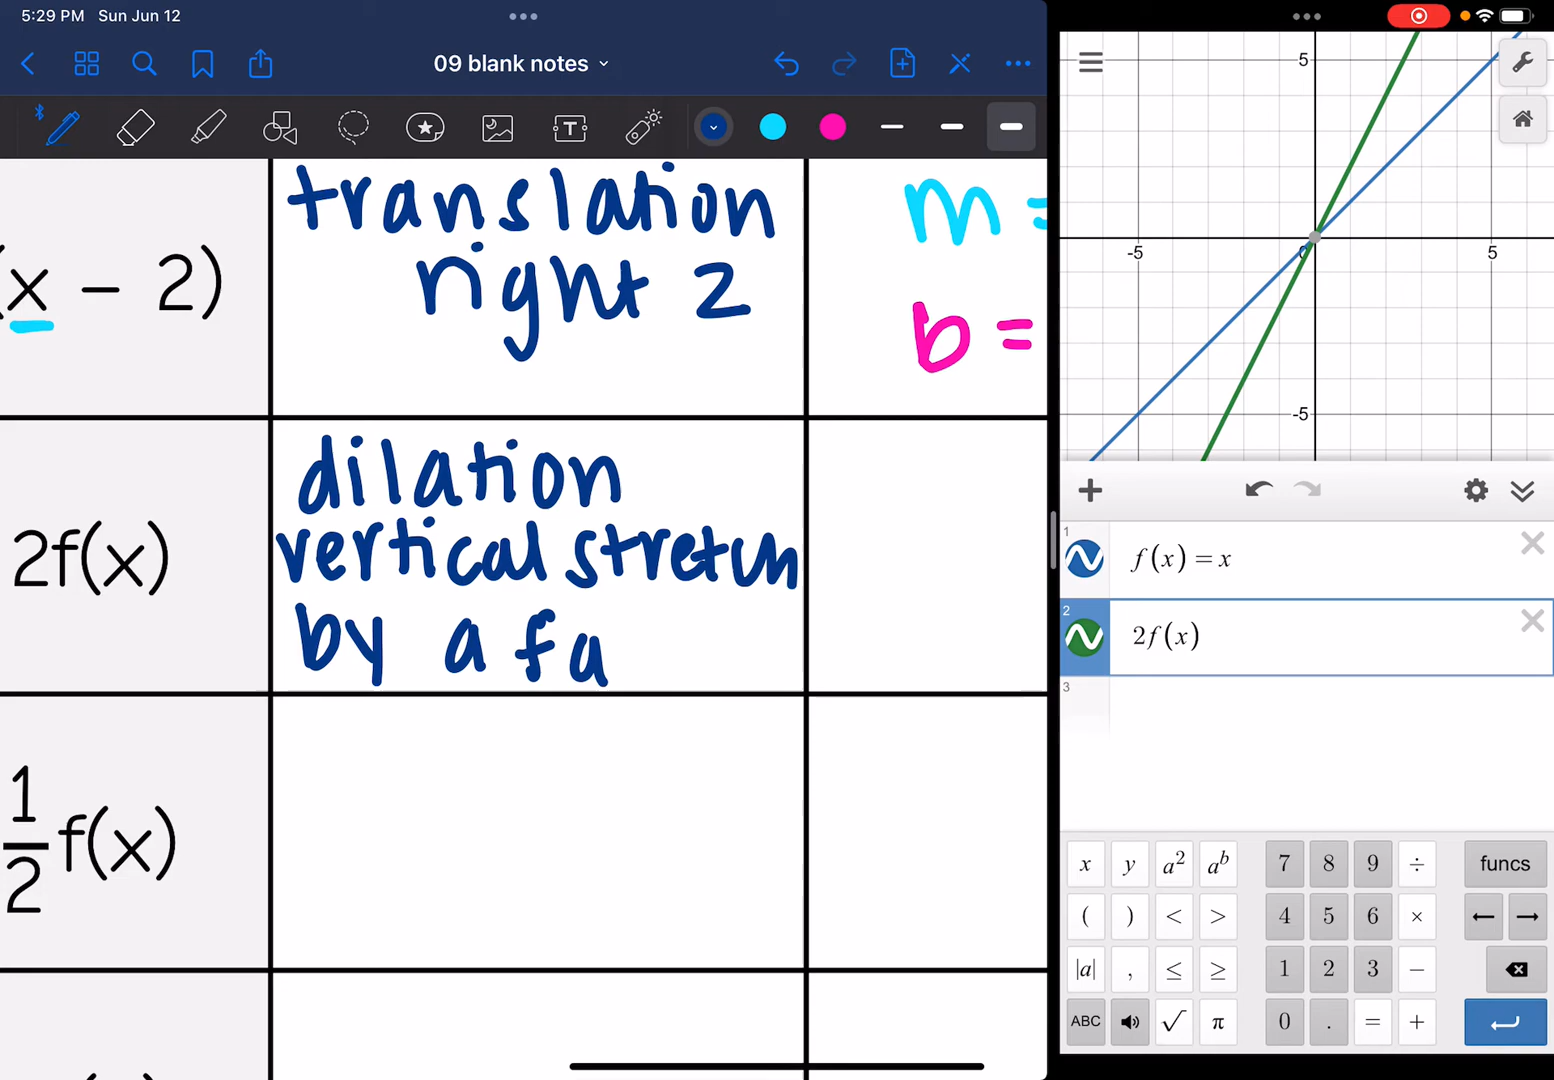 5:29 PM Sun Jun 12
09 blank notes
(x – 2)
translation
right 2
m =
b =
2f(x)
dilation
vertical stretch
by a fa
1/2 f(x)
5
-5
0
5
-5
1
f(x) = x
2
2f(x)
3
x y a² aᵇ 7 8 9 ÷ funcs
( ) < > 4 5 6 × ← →
|a| , ≤ ≥ 1 2 3 −
ABC √ π 0 . = +